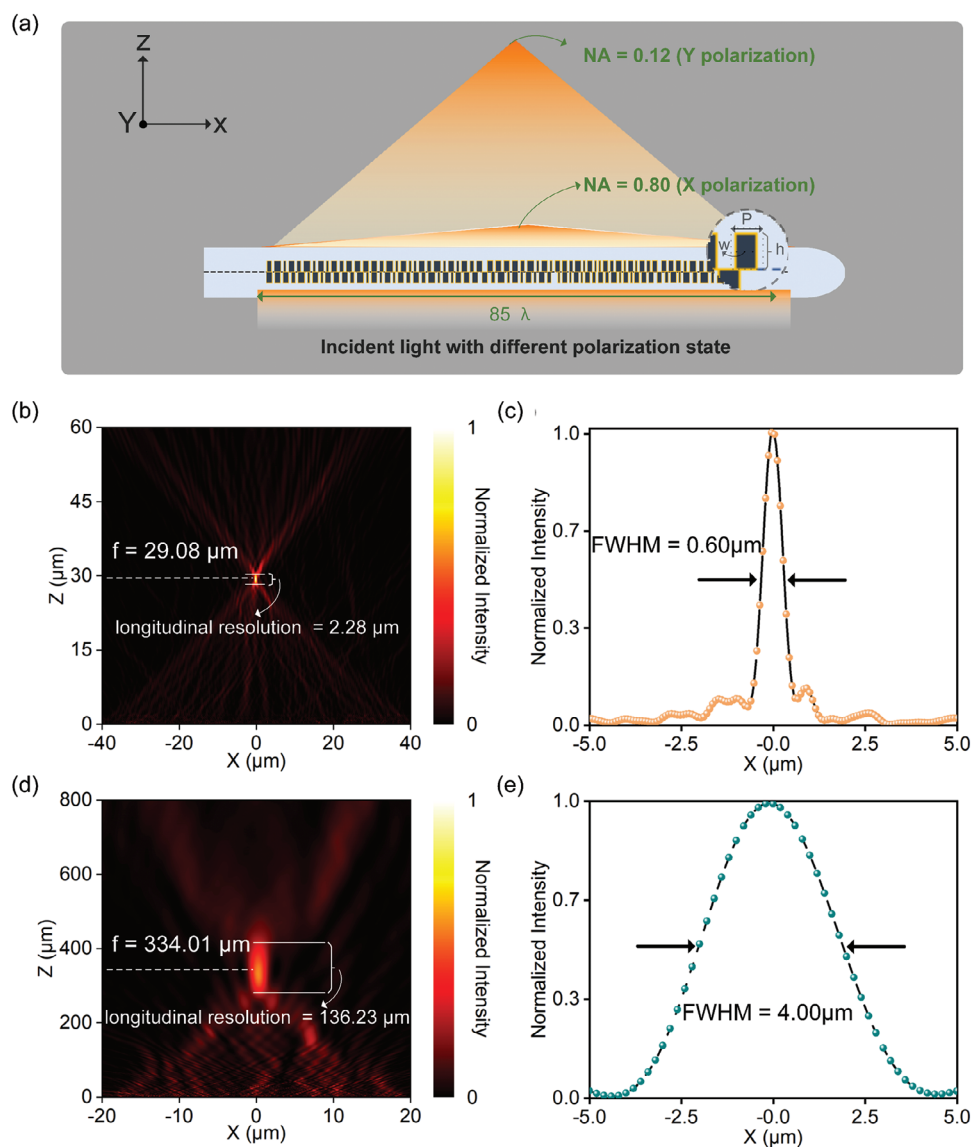 (a)
Z
Y
x
NA = 0.12 (Y polarization)
NA = 0.80 (X polarization)
P
w
h
85 λ
Incident light with different polarization state
(b)
60
45
30
15
0
Z (µm)
f = 29.08 µm
longitudinal resolution = 2.28 µm
-40 -20 0 20 40
X (µm)
1
0
Normalized Intensity
(c)
1.0
0.7
0.3
0.0
Normalized Intensity
FWHM = 0.60µm
-5.0 -2.5 -0.0 2.5 5.0
X (µm)
(d)
800
600
400
200
0
Z (µm)
f = 334.01 µm
longitudinal resolution = 136.23 µm
-20 -10 0 10 20
X (µm)
1
0
Normalized Intensity
(e)
1.0
0.7
0.3
0.0
Normalized Intensity
FWHM = 4.00µm
-5.0 -2.5 -0.0 2.5 5.0
X (µm)